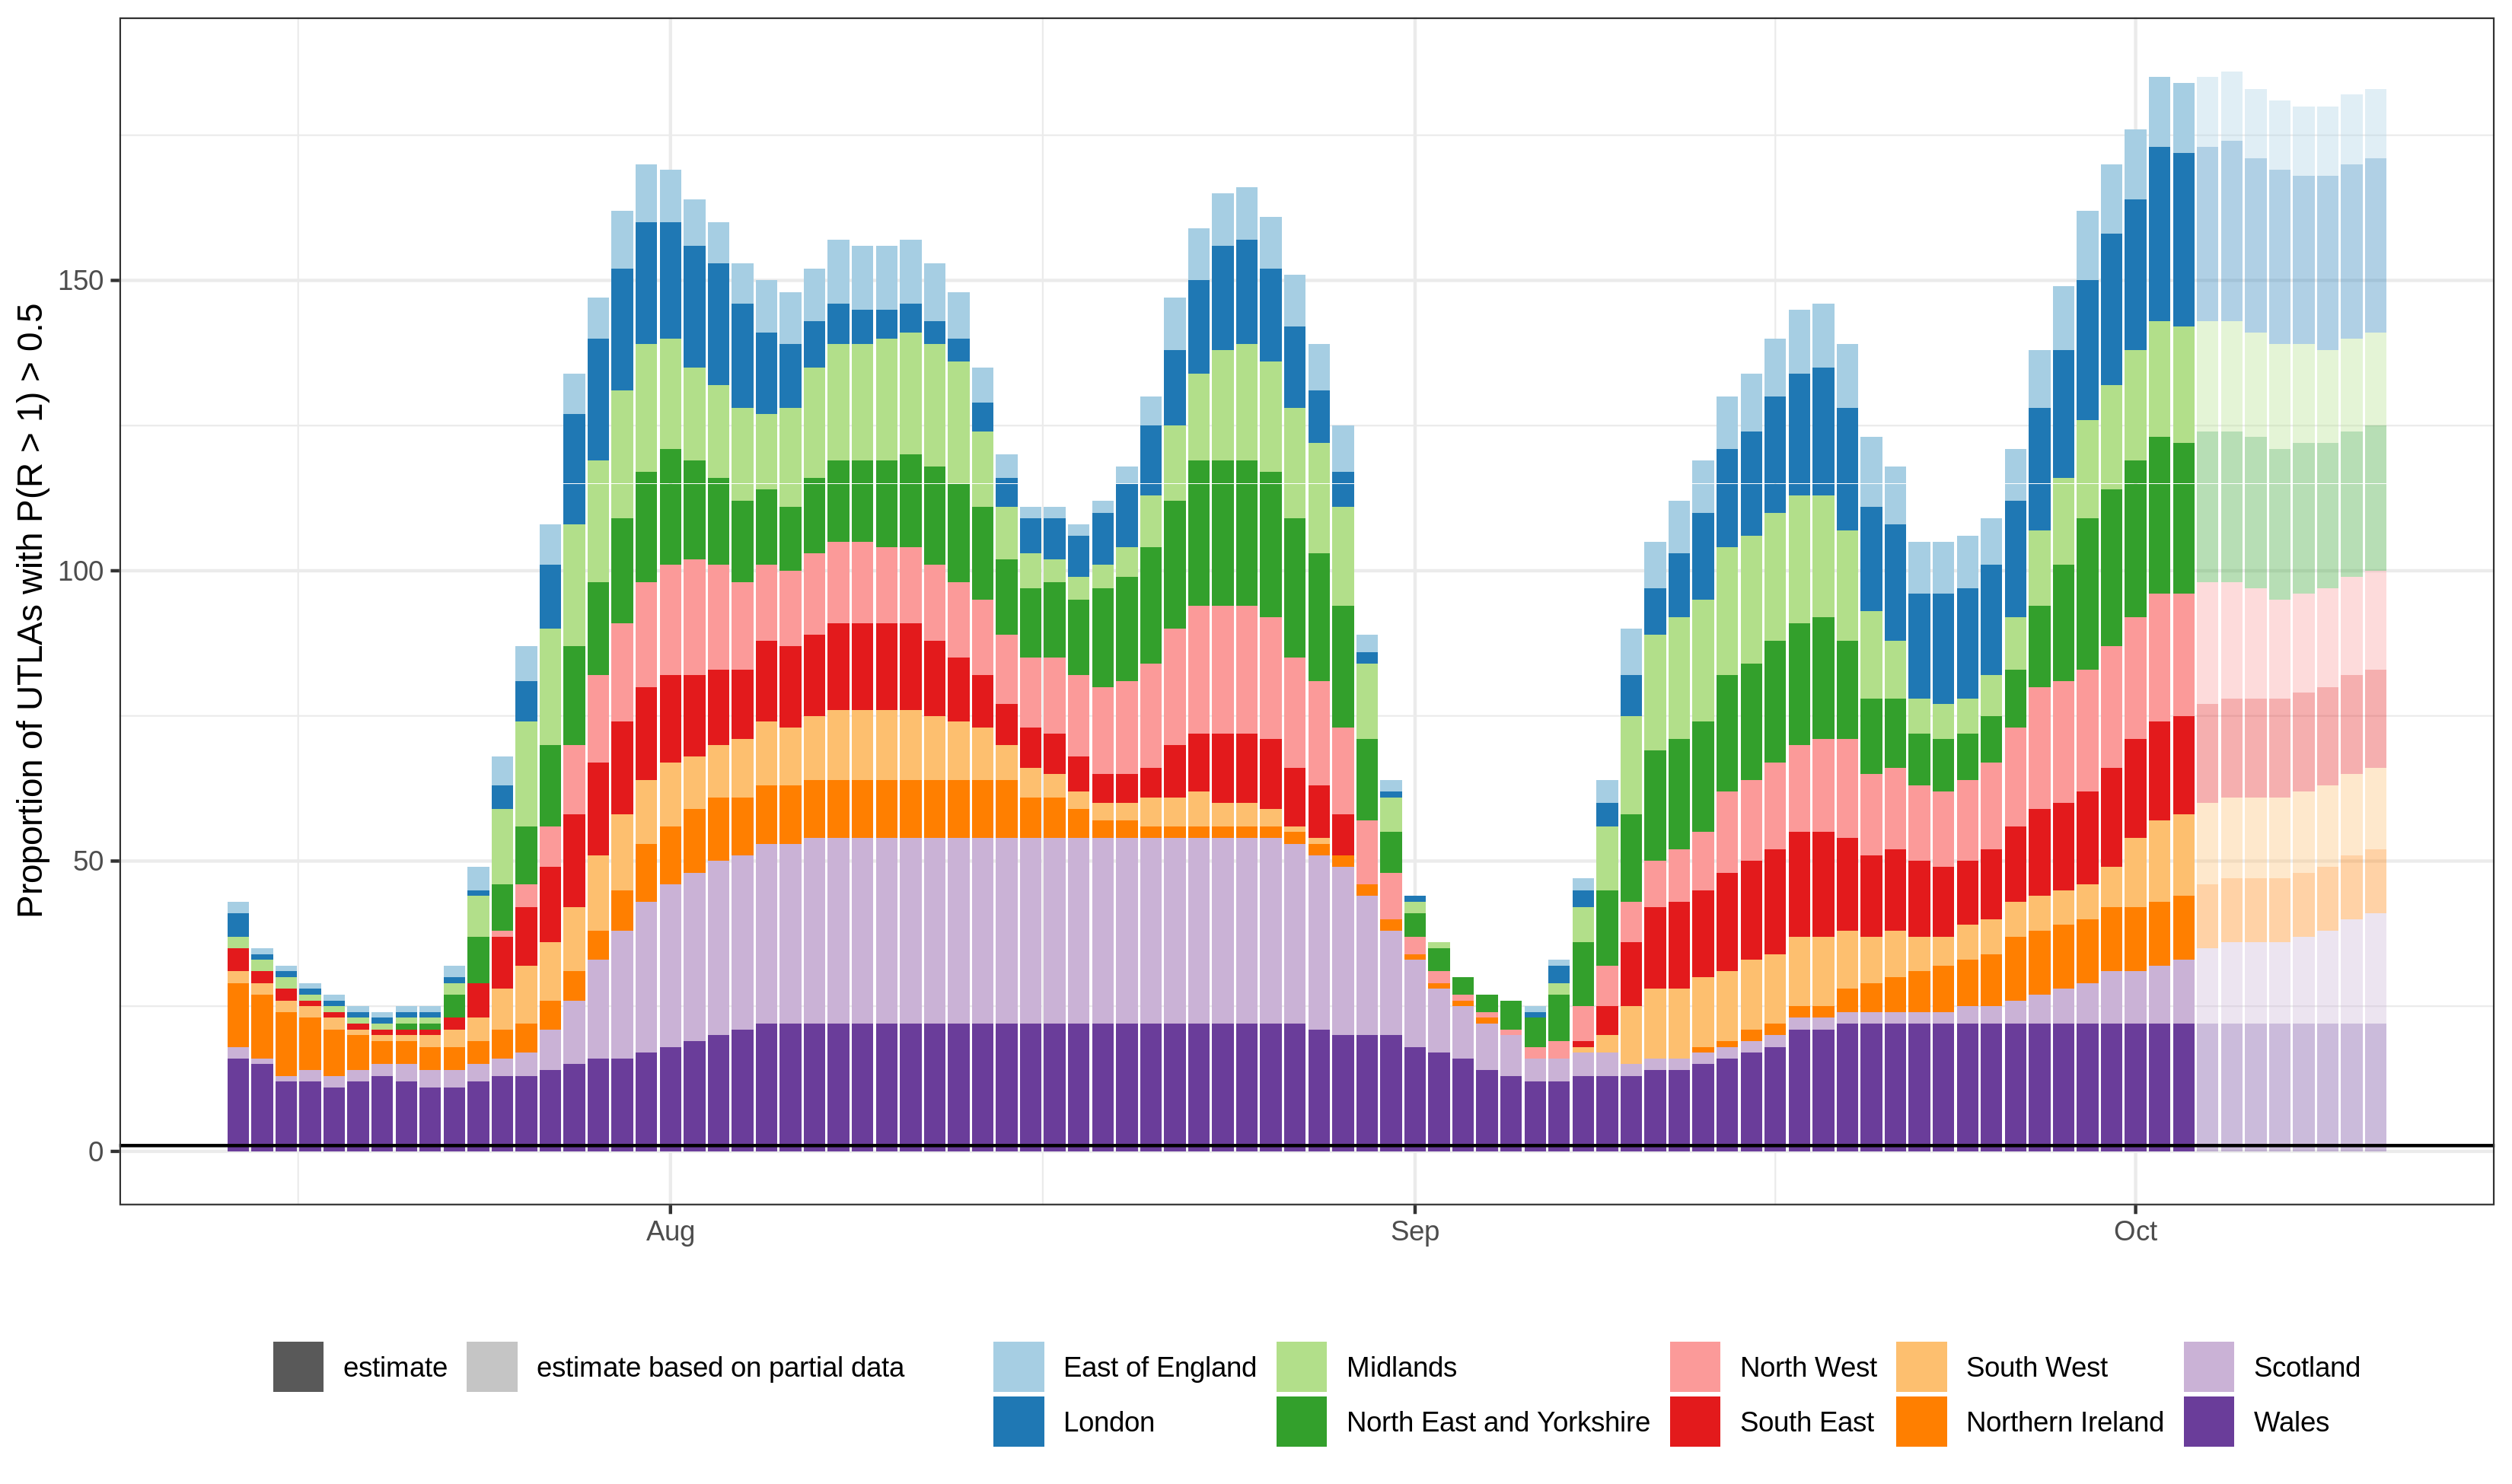 Proportion of UTLAs with P(R > 1) > 0.5
150
100
50
0
Aug Sep Oct
estimate estimate based on partial data East of England Midlands North West South West Scotland
London North East and Yorkshire South East Northern Ireland Wales